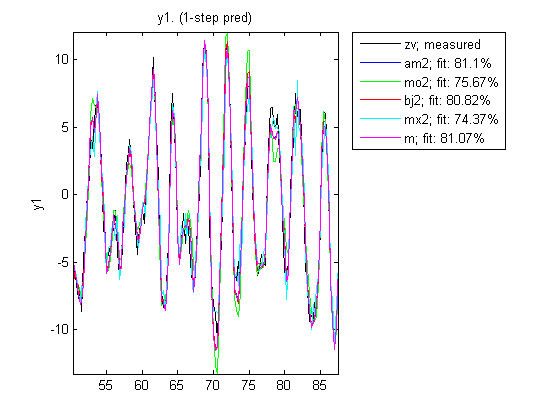 y1. (1-step pred)
zv; measured
am2; fit: 81.1%
mo2; fit: 75.67%
bj2; fit: 80.82%
mx2; fit: 74.37%
m; fit: 81.07%
10
5
0
-5
-10
y1
55 60 65 70 75 80 85